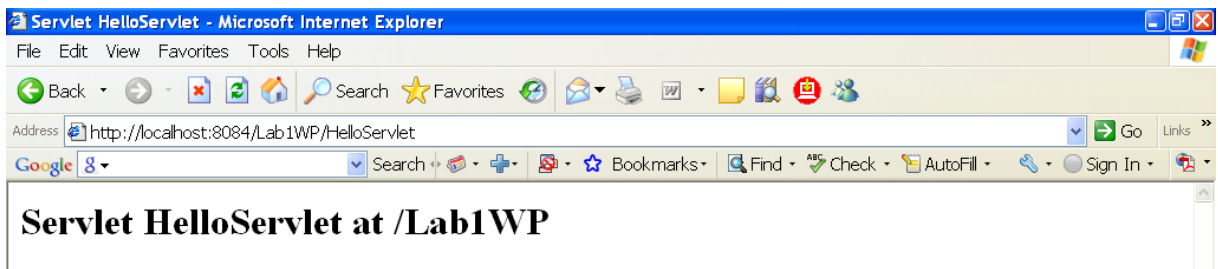 Servlet HelloServlet - Microsoft Internet Explorer
File Edit View Favorites Tools Help
Back Search Favorites W
Address http://localhost:8084/Lab1WP/HelloServlet Go Links »
Google g Search Bookmarks Find ABC Check AutoFill Sign In
Servlet HelloServlet at /Lab1WP